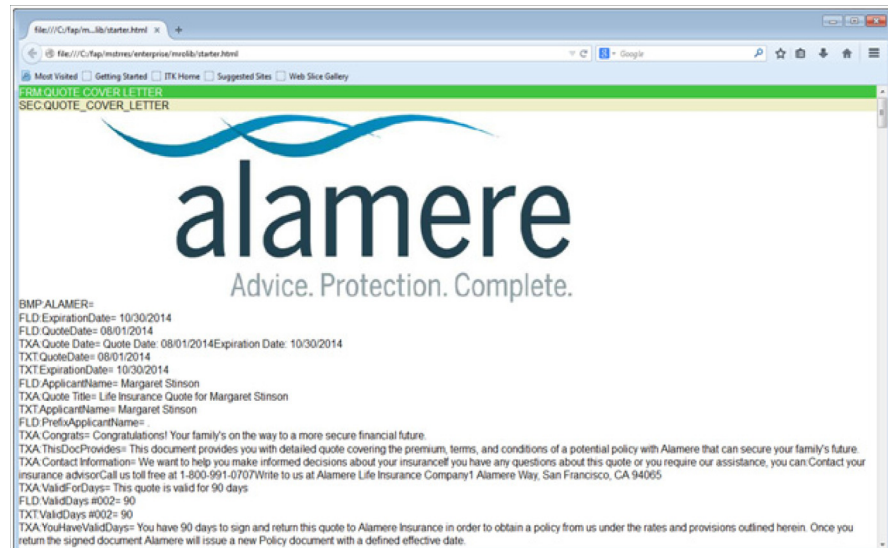 file:///C:/fap/m...lib/starter.html × +
file:///C:/fap/mstrres/enterprise/mrolib/starter.html
Google
Most Visited Getting Started ITK Home Suggested Sites Web Slice Gallery
FRM:QUOTE COVER LETTER
SEC:QUOTE_COVER_LETTER
alamere
Advice. Protection. Complete.
BMP:ALAMER=
FLD:ExpirationDate= 10/30/2014
FLD:QuoteDate= 08/01/2014
TXA:Quote Date= Quote Date: 08/01/2014Expiration Date: 10/30/2014
TXT:QuoteDate= 08/01/2014
TXT:ExpirationDate= 10/30/2014
FLD:ApplicantName= Margaret Stinson
TXA:Quote Title= Life Insurance Quote for Margaret Stinson
TXT:ApplicantName= Margaret Stinson
FLD:PrefixApplicantName= .
TXA:Congrats= Congratulations! Your family's on the way to a more secure financial future.
TXA:ThisDocProvides= This document provides you with detailed quote covering the premium, terms, and conditions of a potential policy with Alamere that can secure your family's future.
TXA:Contact Information= We want to help you make informed decisions about your insuranceIf you have any questions about this quote or you require our assistance, you can:Contact your
insurance advisorCall us toll free at 1-800-991-0707Write to us at Alamere Life Insurance Company1 Alamere Way, San Francisco, CA 94065
TXA:ValidForDays= This quote is valid for 90 days
FLD:ValidDays #002= 90
TXT:ValidDays #002= 90
TXA:YouHaveValidDays= You have 90 days to sign and return this quote to Alamere Insurance in order to obtain a policy from us under the rates and provisions outlined herein. Once you
return the signed document Alamere will issue a new Policy document with a defined effective date.